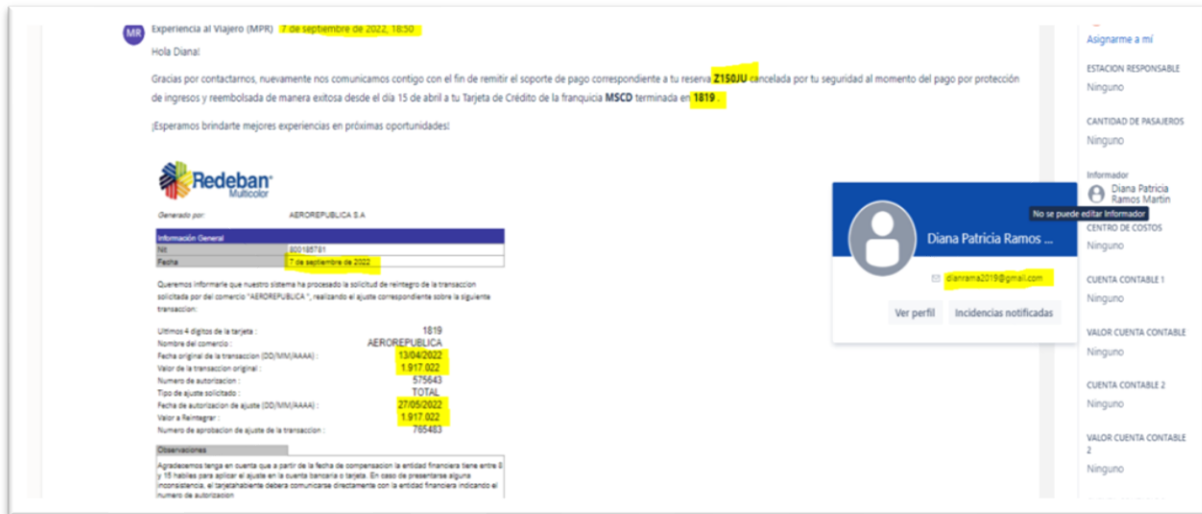 MR Experiencia al Viajero (MPR) 7 de septiembre de 2022, 18:50
Hola Diana!
Gracias por contactarnos, nuevamente nos comunicamos contigo con el fin de remitir el soporte de pago correspondiente a tu reserva Z150JU cancelada por tu seguridad al momento del pago por protección
de ingresos y reembolsada de manera exitosa desde el día 15 de abril a tu Tarjeta de Crédito de la franquicia MSCD terminada en 1819 .
¡Esperamos brindarte mejores experiencias en próximas oportunidades!
Redeban
Multicolor
Generado por: AEROREPUBLICA S.A
Información General
Nit 800185781
Fecha 7 de septiembre de 2022
Queremos informarle que nuestro sistema ha procesado la solicitud de reintegro de la transaccion
solicitada por del comercio "AEROREPUBLICA ", realizando el ajuste correspondiente sobre la siguiente
transaccion:
Ultimos 4 digitos de la tarjeta : 1819
Nombre del comercio : AEROREPUBLICA
Fecha original de la transaccion (DD/MM/AAAA) : 13/04/2022
Valor de la transaccion original : 1.917.022
Numero de autorizacion : 575643
Tipo de ajuste solicitado : TOTAL
Fecha de autorizacion de ajuste (DD/MM/AAAA) : 27/05/2022
Valor a Reintegrar : 1.917.022
Numero de aprobacion de ajuste de la transaccion : 765483
Observaciones
Agradecemos tenga en cuenta que a partir de la fecha de compensacion la entidad financiera tiene entre 8
y 15 habiles para aplicar el ajuste en la cuenta bancaria o tarjeta. En caso de presentarse alguna
inconsistencia, el tarjetahabiente debera comunicarse directamente con la entidad financiera indicando el
numero de autorizacion
Diana Patricia Ramos ...
dianrama2019@gmail.com
Ver perfil Incidencias notificadas
Asignarme a mí
ESTACION RESPONSABLE
Ninguno
CANTIDAD DE PASAJEROS
Ninguno
Informador
Diana Patricia
Ramos Martin
No se puede editar Informador
CENTRO DE COSTOS
Ninguno
CUENTA CONTABLE 1
Ninguno
VALOR CUENTA CONTABLE
Ninguno
CUENTA CONTABLE 2
Ninguno
VALOR CUENTA CONTABLE
2
Ninguno